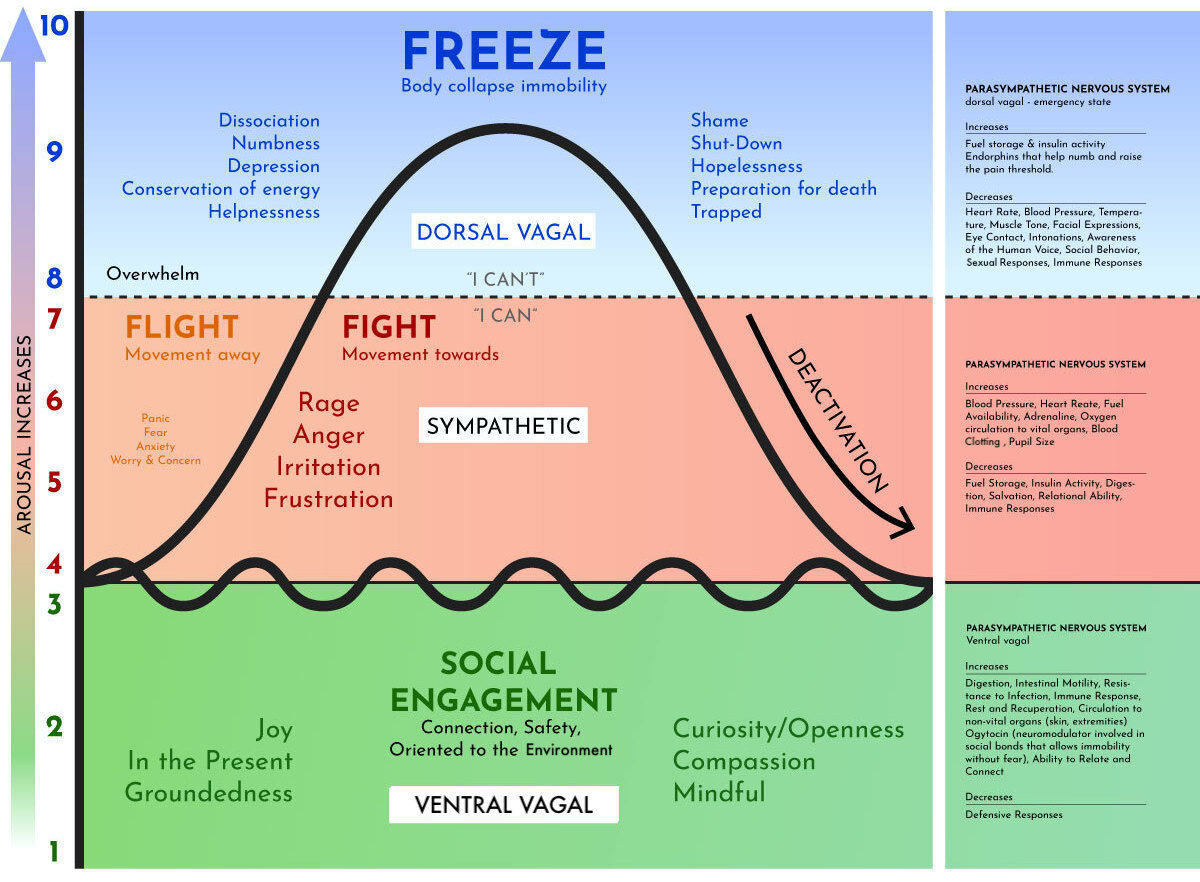 10
9
8
7
6
5
4
3
2
1
AROUSAL INCREASES
FREEZE
Body collapse immobility
Dissociation
Numbness
Depression
Conservation of energy
Helpnessness
Shame
Shut-Down
Hopelessness
Preparation for death
Trapped
DORSAL VAGAL
Overwhelm
“I CAN'T”
“I CAN”
FLIGHT
Movement away
FIGHT
Movement towards
Panic
Fear
Anxiety
Worry & Concern
Rage
Anger
Irritation
Frustration
SYMPATHETIC
DEACTIVATION
SOCIAL
ENGAGEMENT
Connection, Safety,
Oriented to the Environment
Joy
In the Present
Groundedness
Curiosity/Openness
Compassion
Mindful
VENTRAL VAGAL
PARASYMPATHETIC NERVOUS SYSTEM
dorsal vagal - emergency state
Increases
Fuel storage & insulin activity
Endorphins that help numb and raise
the pain threshold.
Decreases
Heart Rate, Blood Pressure, Tempera-
ture, Muscle Tone, Facial Expressions,
Eye Contact, Intonations, Awareness
of the Human Voice, Social Behavior,
Sexual Responses, Immune Responses
PARASYMPATHETIC NERVOUS SYSTEM
Increases
Blood Pressure, Heart Reate, Fuel
Availability, Adrenaline, Oxygen
circulation to vital organs, Blood
Clotting , Pupil Size
Decreases
Fuel Storage, Insulin Activity, Diges-
tion, Salvation, Relational Ability,
Immune Responses
PARASYMPATHETIC NERVOUS SYSTEM
Ventral vagal
Increases
Digestion, Intestinal Motility, Resis-
tance to Infection, Immune Response,
Rest and Recuperation, Circulation to
non-vital organs (skin, extremities)
Ogytocin (neuromodulator involved in
social bonds that allows immobility
without fear), Ability to Relate and
Connect
Decreases
Defensive Responses